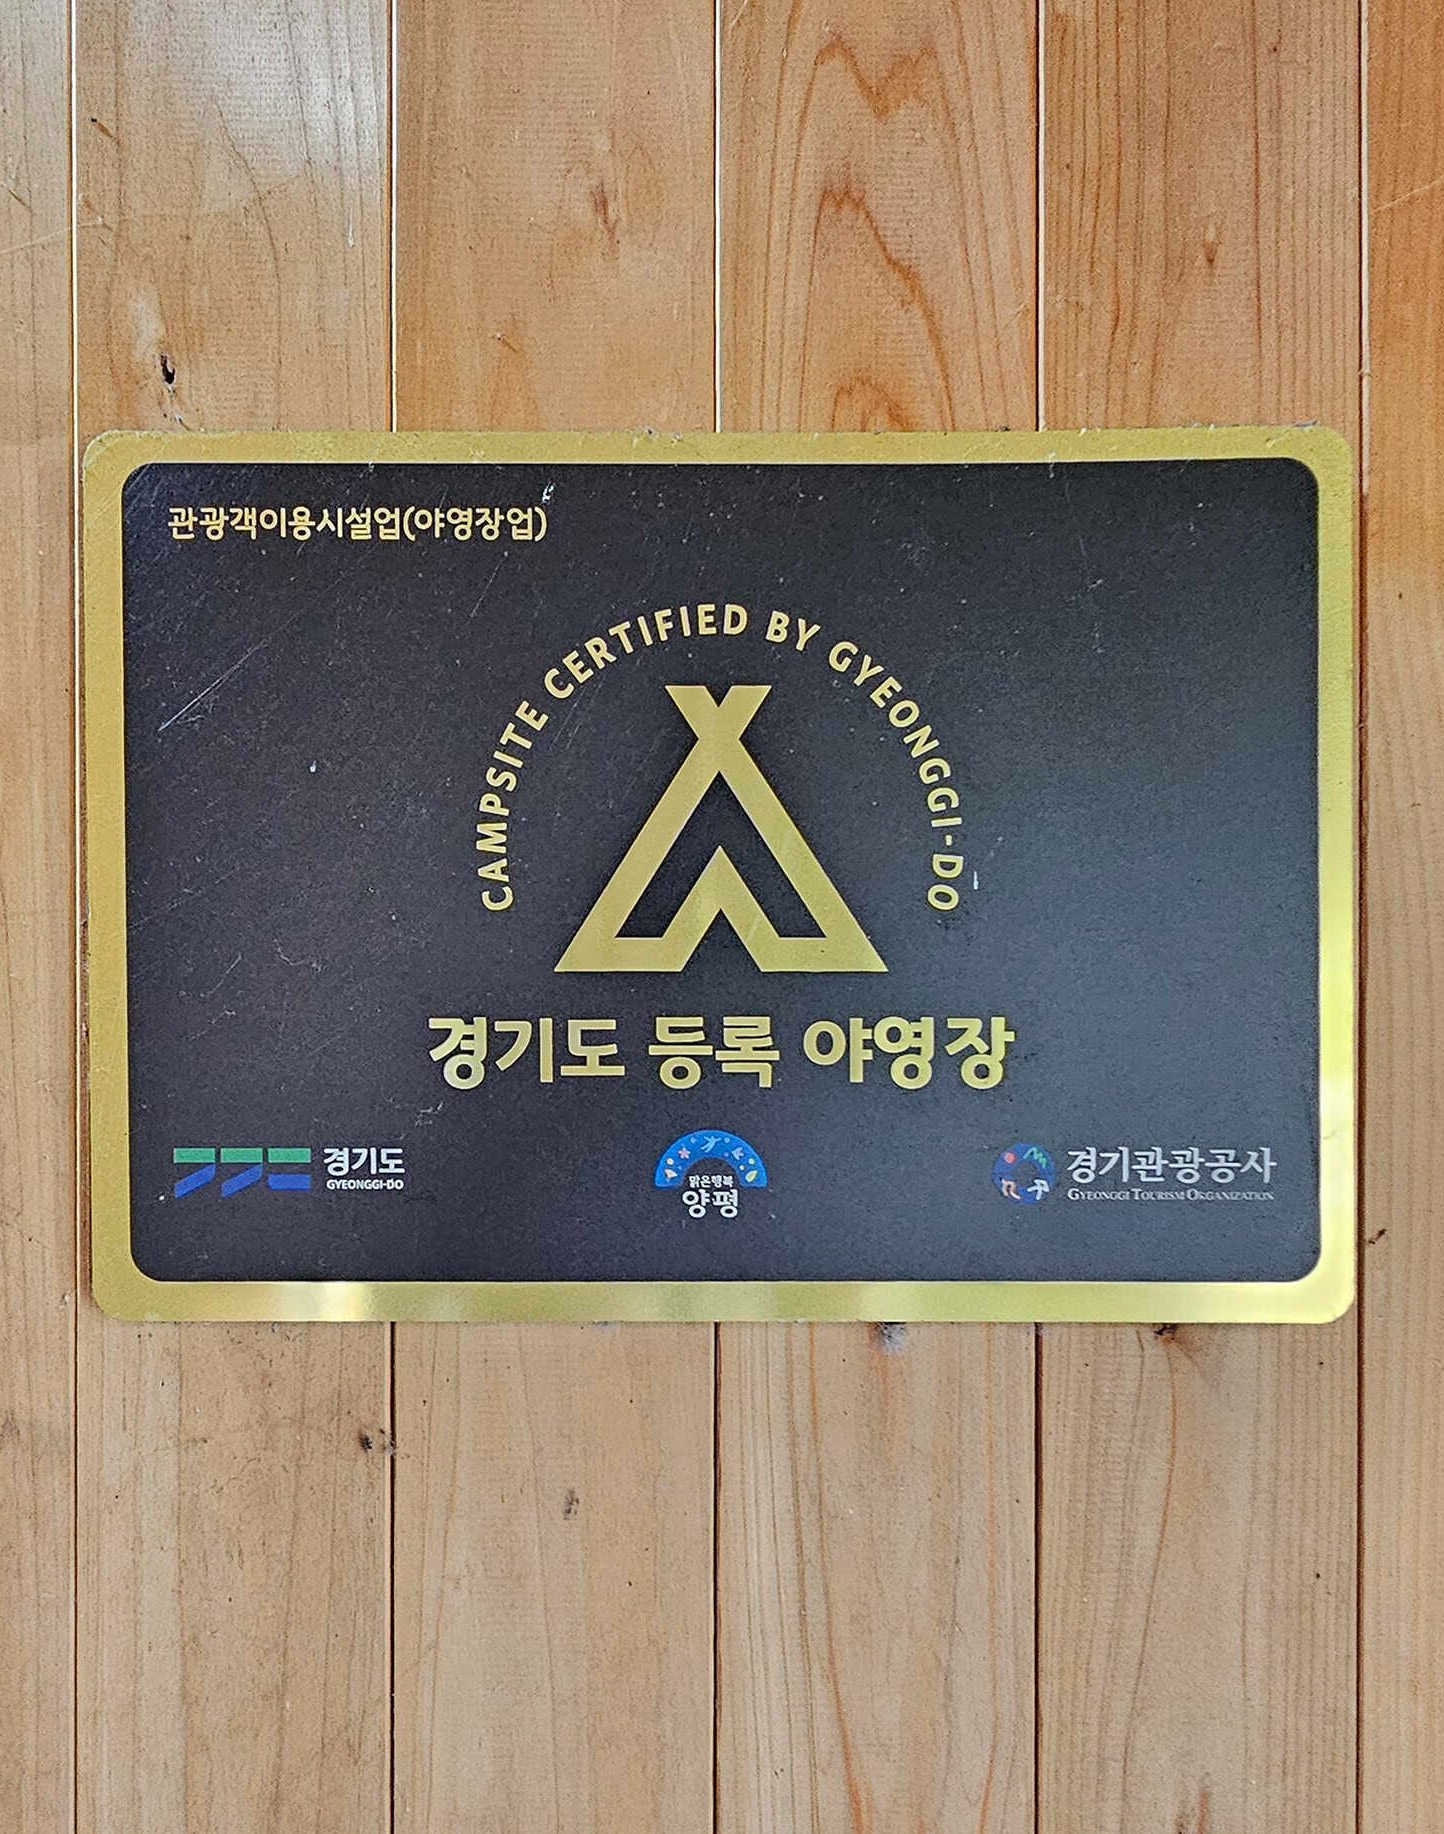 관광객이용시설업(야영장업)
CAMPSITE CERTIFIED BY GYEONGGI-DO
경기도 등록 야영장
경기도
GYEONGGI-DO
맑은행복
양평
경기관광공사
GYEONGGI TOURISM ORGANIZATION